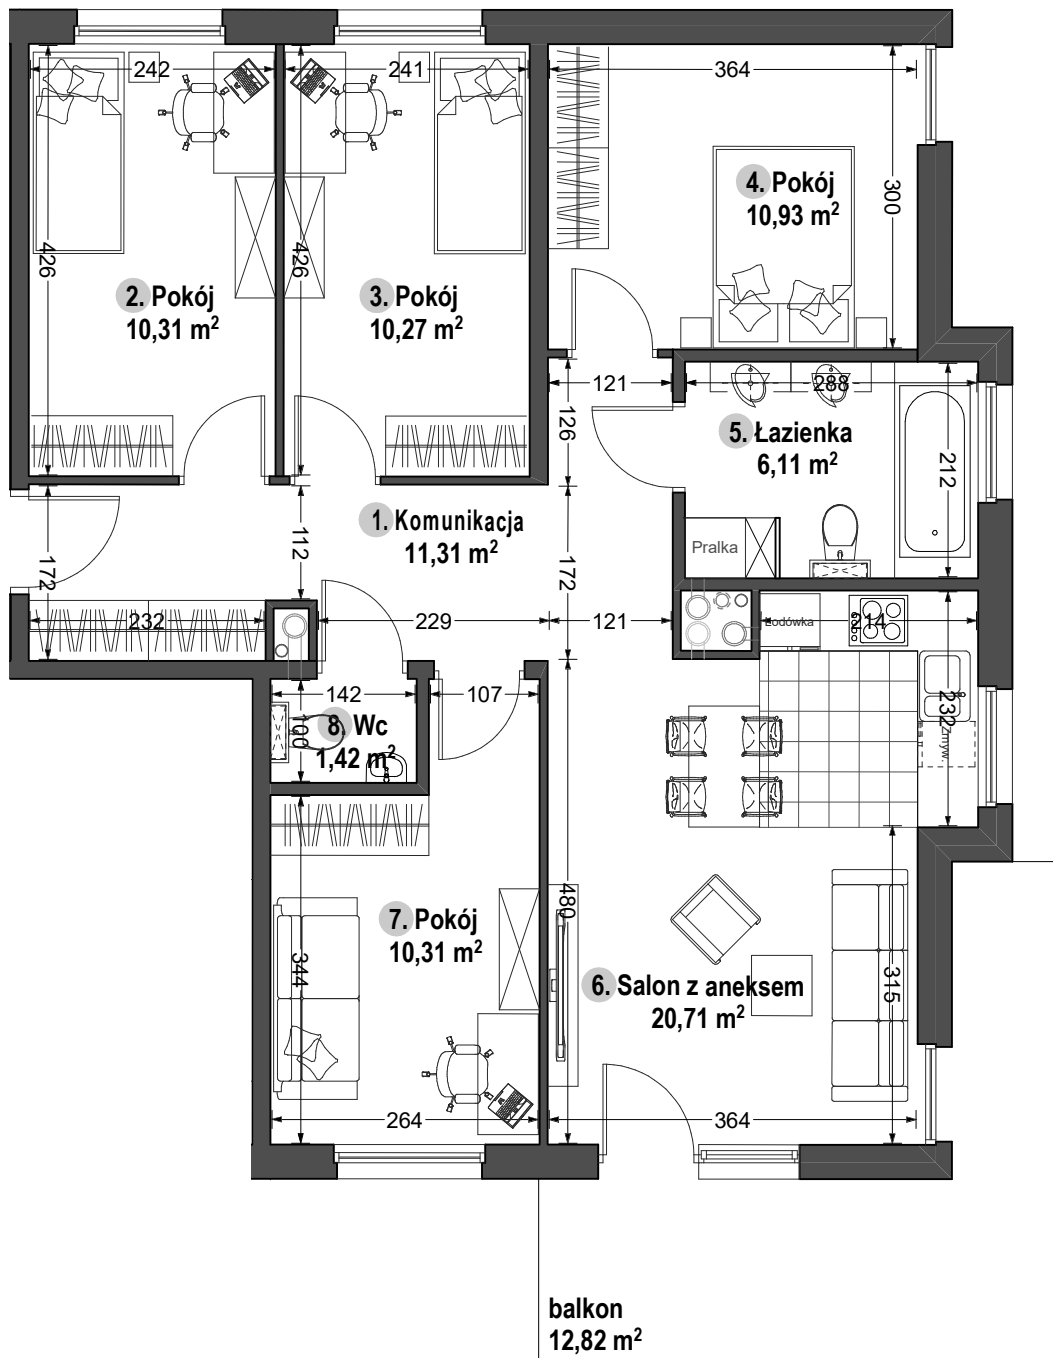 242
241
364
4. Pokój
10,93 m²
300
426
426
2. Pokój
10,31 m²
3. Pokój
10,27 m²
121
288
126
5. Łazienka
6,11 m²
212
1. Komunikacja
11,31 m²
Pralka
172
112
172
232
229
121
Lodówka
214
142
107
8. Wc
1,42 m²
100
232
Zmyw.
480
7. Pokój
10,31 m²
344
6. Salon z aneksem
20,71 m²
315
264
364
balkon
12,82 m²